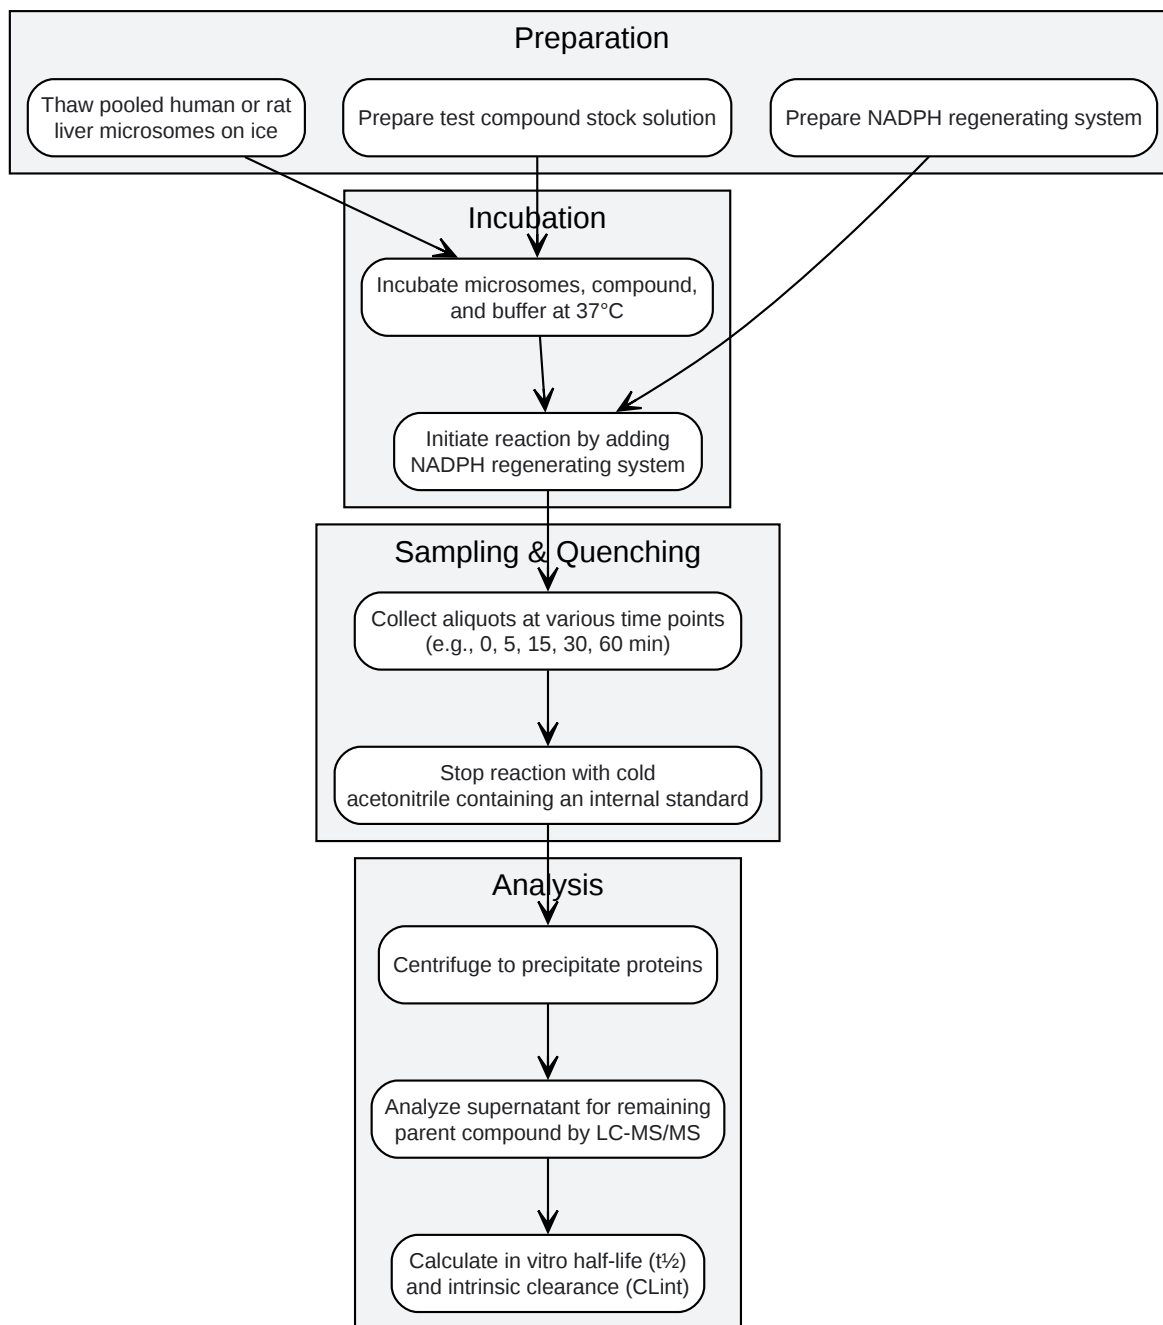 Preparation
Thaw pooled human or rat
liver microsomes on ice
Prepare test compound stock solution
Prepare NADPH regenerating system
Incubation
Incubate microsomes, compound,
and buffer at 37°C
Initiate reaction by adding
NADPH regenerating system
Sampling & Quenching
Collect aliquots at various time points
(e.g., 0, 5, 15, 30, 60 min)
Stop reaction with cold
acetonitrile containing an internal standard
Analysis
Centrifuge to precipitate proteins
Analyze supernatant for remaining
parent compound by LC-MS/MS
Calculate in vitro half-life (t½)
and intrinsic clearance (CLint)